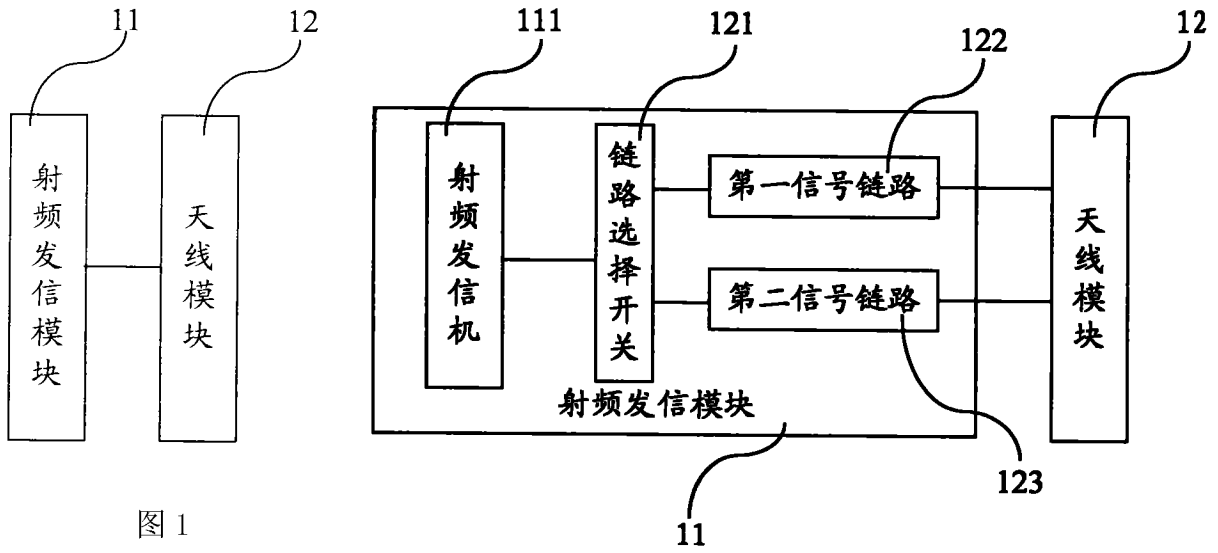 11
12
射频发信模块
天线模块
图 1
111
121
122
12
射频发信机
链路选择开关
第一信号链路
第二信号链路
天线模块
射频发信模块
123
11